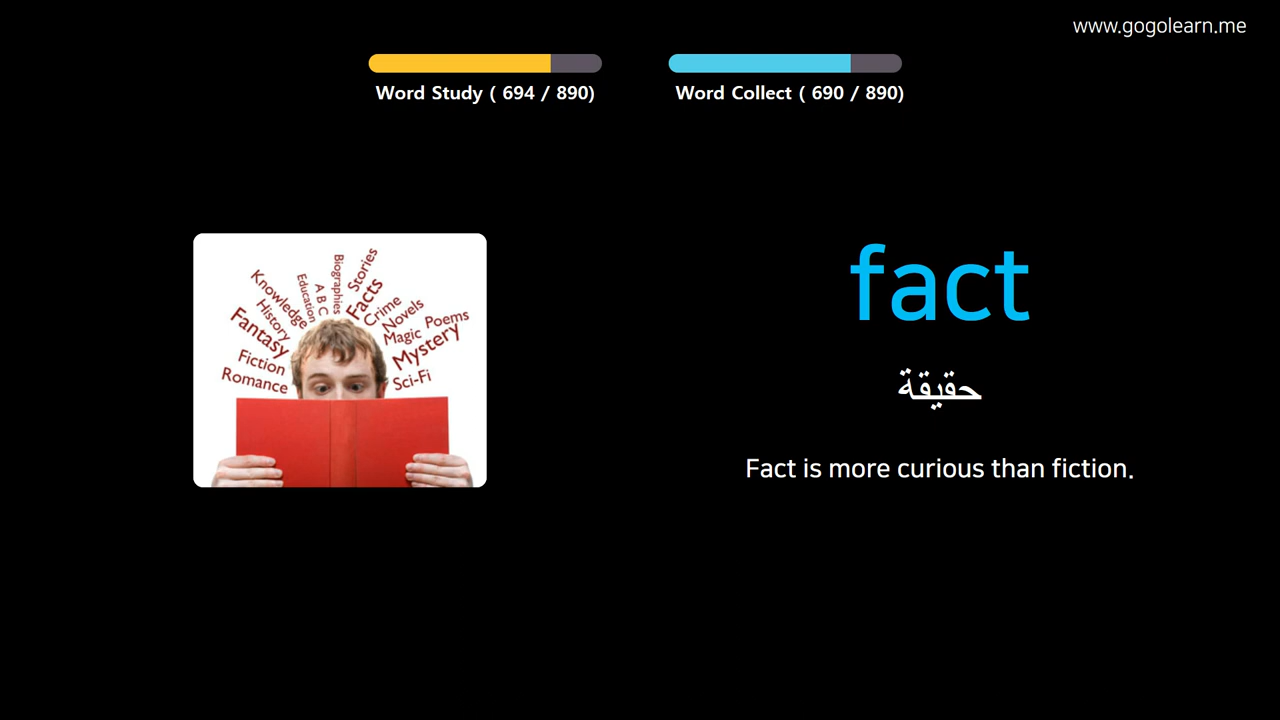 www.gogolearn.me
Word Study ( 694 / 890)
Word Collect ( 690 / 890)
Stories
Biographies
Facts
Education
A B C
Knowledge
Crime
Novels
History
Poems
Magic
Fantasy
Mystery
Fiction
Sci-Fi
Romance
fact
حقيقة
Fact is more curious than fiction.